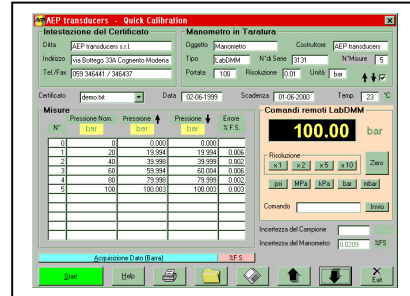 AEP transducers - Quick Calibration
Intestazione del Certificato
Manometro in Taratura
Ditta AEP transducers s.r.l.
Oggetto Manometro Costruttore AEP transducers
Indirizzo via Bottego 33A Cognento Modena
Tipo LabDMM N°di Serie 3131 N°Misure 5
Tel./Fax 059 346441 / 346437
Portata 100 Risoluzione 0.01 Unità bar
Certificato demo.txt Data 02-06-1999 Scadenza 01-06-2000 Temp. 23 °C
Misure
Comandi remoti LabDMM
N° Pressione Nom. Pressione Pressione Errore
bar bar bar % F.S.
100.00 bar
0 0 0.000 0.000
1 20 19.994 19.994 0.006
2 40 39.999 39.999 0.002
3 60 59.994 60.004 0.006
4 80 79.999 79.999 0.002
5 100 100.003 100.003 0.003
Risoluzione
x 1 x 2 x 5 x 10 Zero
psi MPa kPa bar mbar
Comando Invio
Incertezza del Campione
Incertezza del Manometro 0.0209 %FS
Acquisizione Dato (Barra) %F.S.
Start Help Exit